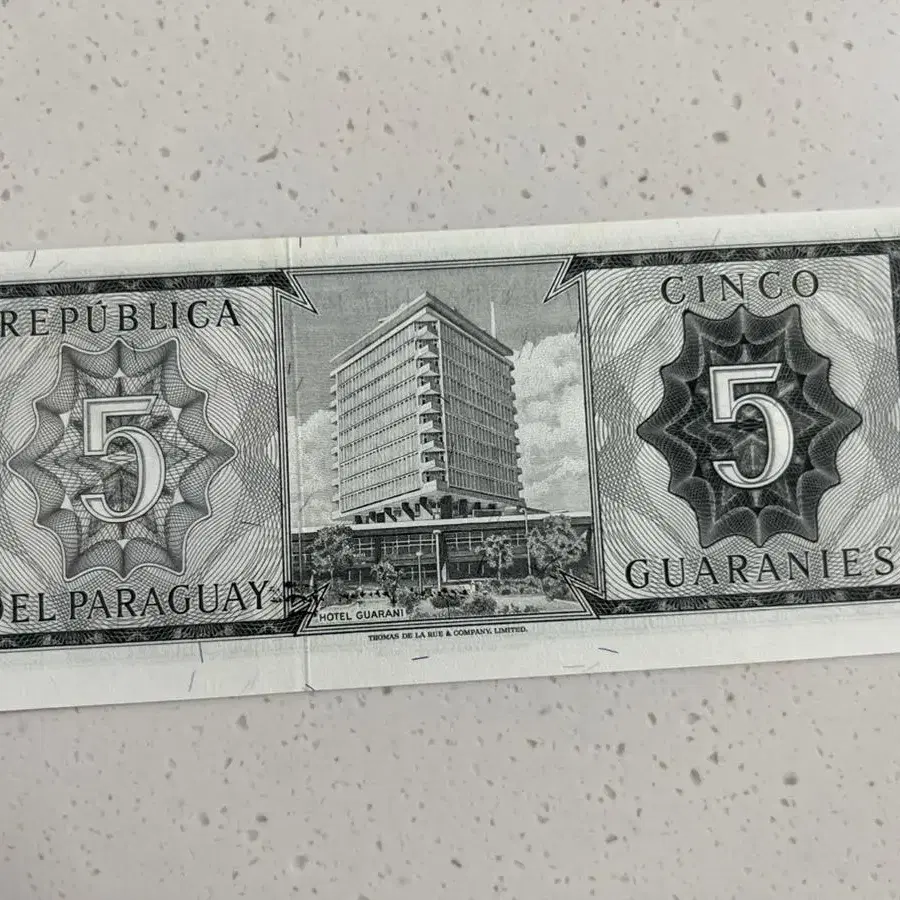 REPÚBLICA
CINCO
5
5
DEL PARAGUAY
GUARANIES
HOTEL GUARANI
THOMAS DE LA RUE & COMPANY, LIMITED.